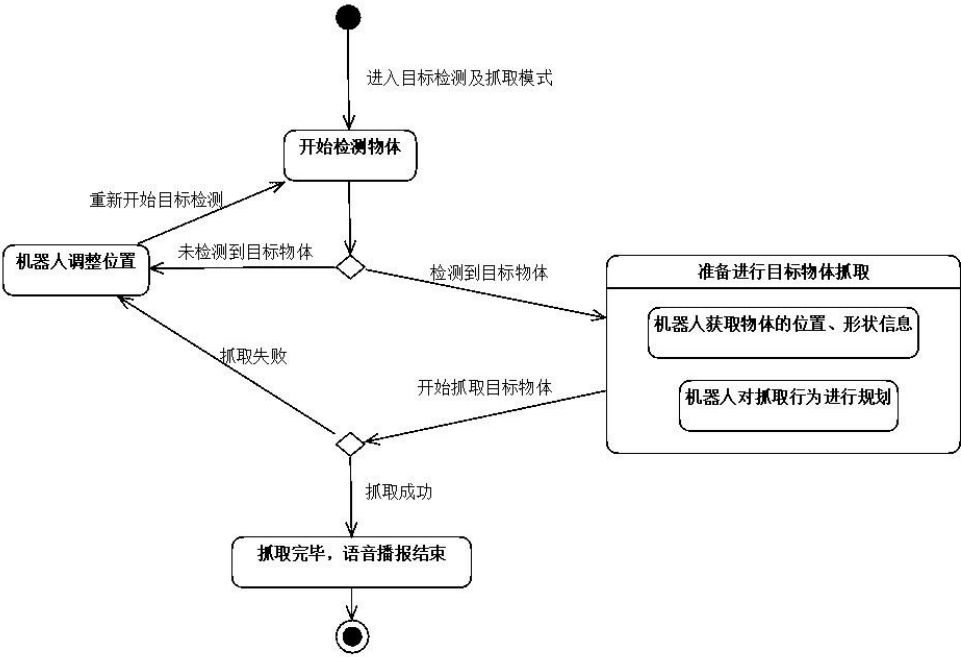 进入目标检测及抓取模式
开始检测物体
重新开始目标检测
机器人调整位置
未检测到目标物体
检测到目标物体
准备进行目标物体抓取
机器人获取物体的位置、形状信息
机器人对抓取行为进行规划
抓取失败
开始抓取目标物体
抓取成功
抓取完毕，语音播报结束